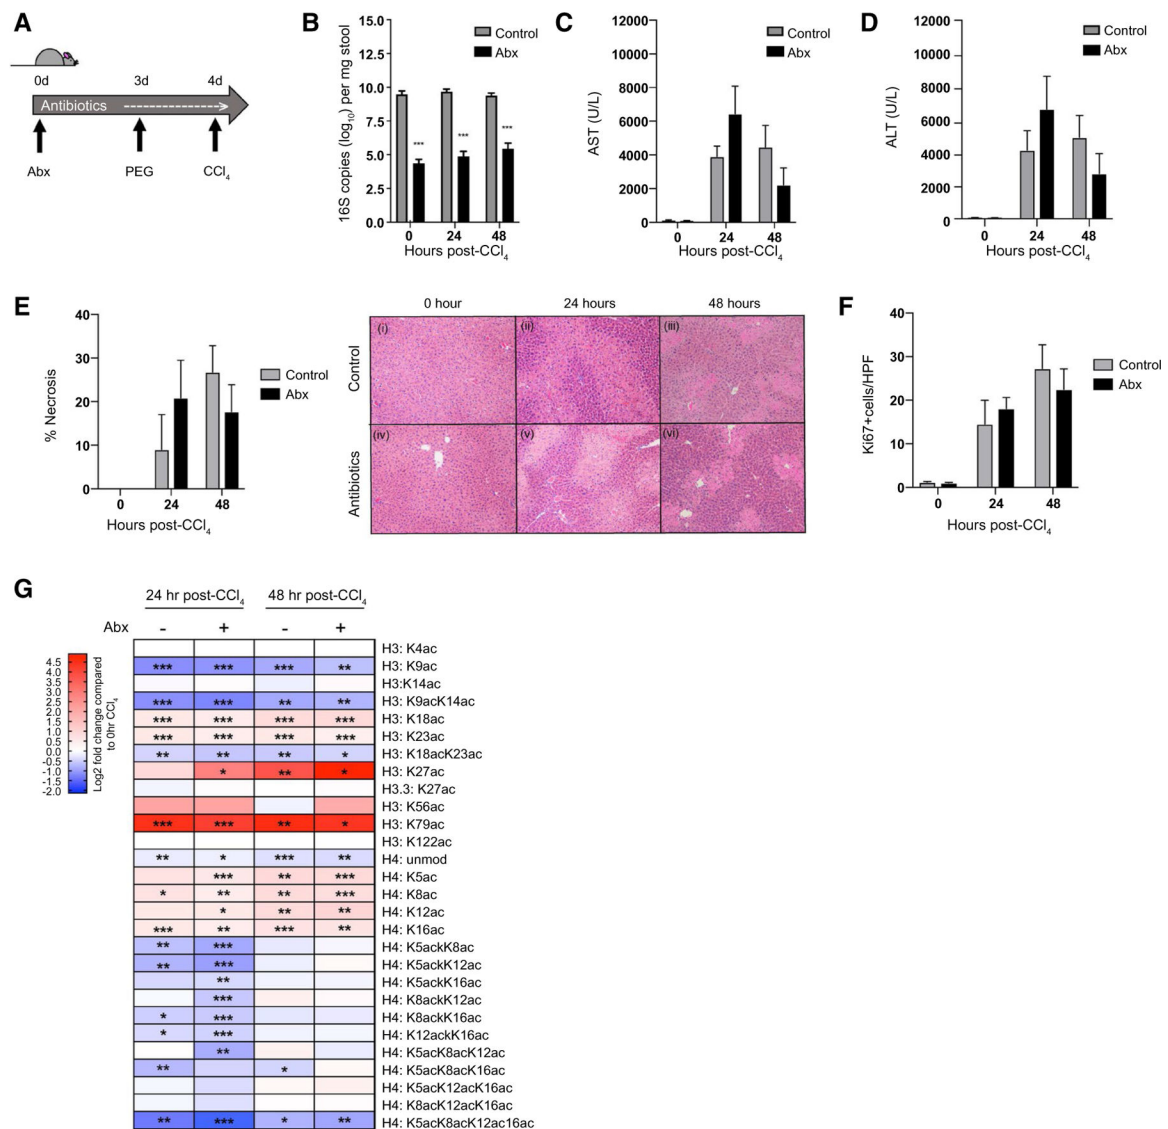 A
0d
3d
4d
Antibiotics
Abx
PEG
CCl4
B
16S copies (log10) per mg stool
15.0
12.5
10.0
7.5
5.0
2.5
0.0
Control
Abx
***
***
***
0
24
48
Hours post-CCl4
C
AST (U/L)
12000
10000
8000
6000
4000
2000
0
Control
Abx
0
24
48
Hours post-CCl4
D
ALT (U/L)
12000
10000
8000
6000
4000
2000
0
Control
Abx
0
24
48
Hours post-CCl4
E
% Necrosis
40
30
20
10
0
Control
Abx
0
24
48
Hours post-CCl4
0 hour
24 hours
48 hours
Control
(i)
(ii)
(iii)
Antibiotics
(iv)
(v)
(vi)
F
Ki67+cells/HPF
40
30
20
10
0
Control
Abx
0
24
48
Hours post-CCl4
G
24 hr post-CCl4
48 hr post-CCl4
Abx - + - +
4.5
4.0
3.5
3.0
2.5
2.0
1.5
1.0
0.5
0.0
-0.5
-1.0
-1.5
-2.0
Log2 fold change compared
to 0hr CCl4
H3: K4ac
*** *** *** ** H3: K9ac
H3:K14ac
*** *** ** ** H3: K9acK14ac
*** *** *** *** H3: K18ac
*** *** *** *** H3: K23ac
** ** ** * H3: K18acK23ac
* ** * H3: K27ac
H3.3: K27ac
H3: K56ac
*** *** ** * H3: K79ac
H3: K122ac
** * *** ** H4: unmod
*** ** *** H4: K5ac
* ** ** *** H4: K8ac
* ** ** H4: K12ac
*** ** *** ** H4: K16ac
** *** H4: K5ackK8ac
** *** H4: K5ackK12ac
** H4: K5ackK16ac
*** H4: K8ackK12ac
* *** H4: K8ackK16ac
* *** H4: K12ackK16ac
** H4: K5acK8acK12ac
** * H4: K5acK8acK16ac
H4: K5acK12acK16ac
H4: K8acK12acK16ac
** *** * ** H4: K5acK8acK12ac16ac